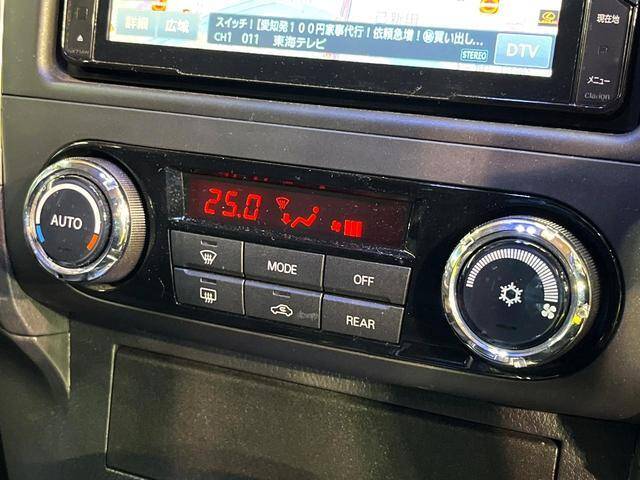 詳細 広域
スイッチ!【愛知発100円家事代行!依頼急増!㊙買い出し...
CH1 011 東海テレビ
STEREO
DTV
現在地
メニュー
Clarion
AUTO
25.0
MODE
OFF
REAR